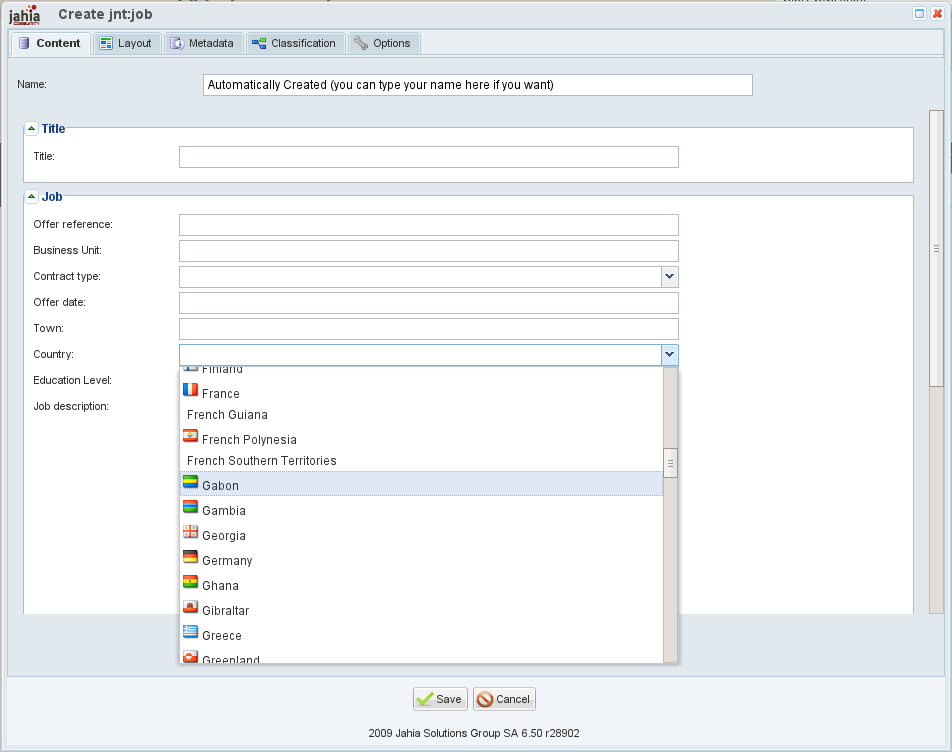 jahia Create jnt:job
COMMUNITY
Content Layout Metadata Classification Options
Name: Automatically Created (you can type your name here if you want)
Title
Title:
Job
Offer reference:
Business Unit:
Contract type:
Offer date:
Town:
Country:
Education Level:
Job description:
Finland
France
French Guiana
French Polynesia
French Southern Territories
Gabon
Gambia
Georgia
Germany
Ghana
Gibraltar
Greece
Greenland
Save Cancel
2009 Jahia Solutions Group SA 6.50 r28902